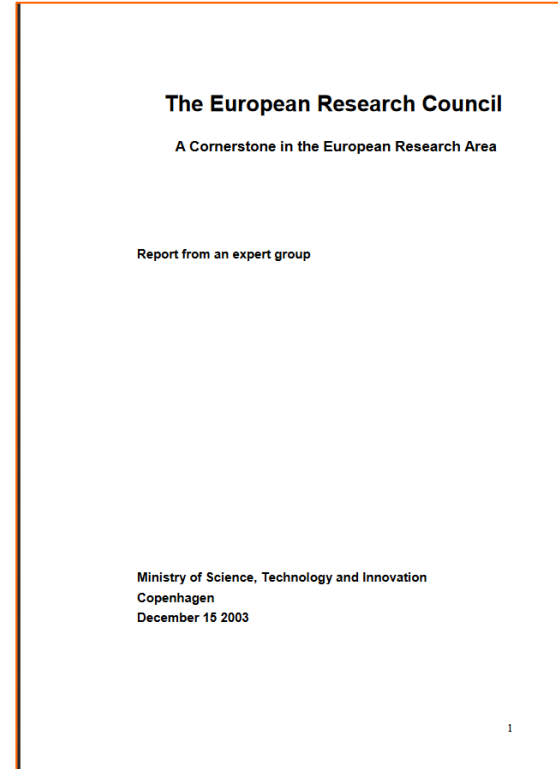 The European Research Council
A Cornerstone in the European Research Area
Report from an expert group
Ministry of Science, Technology and Innovation
Copenhagen
December 15 2003
1